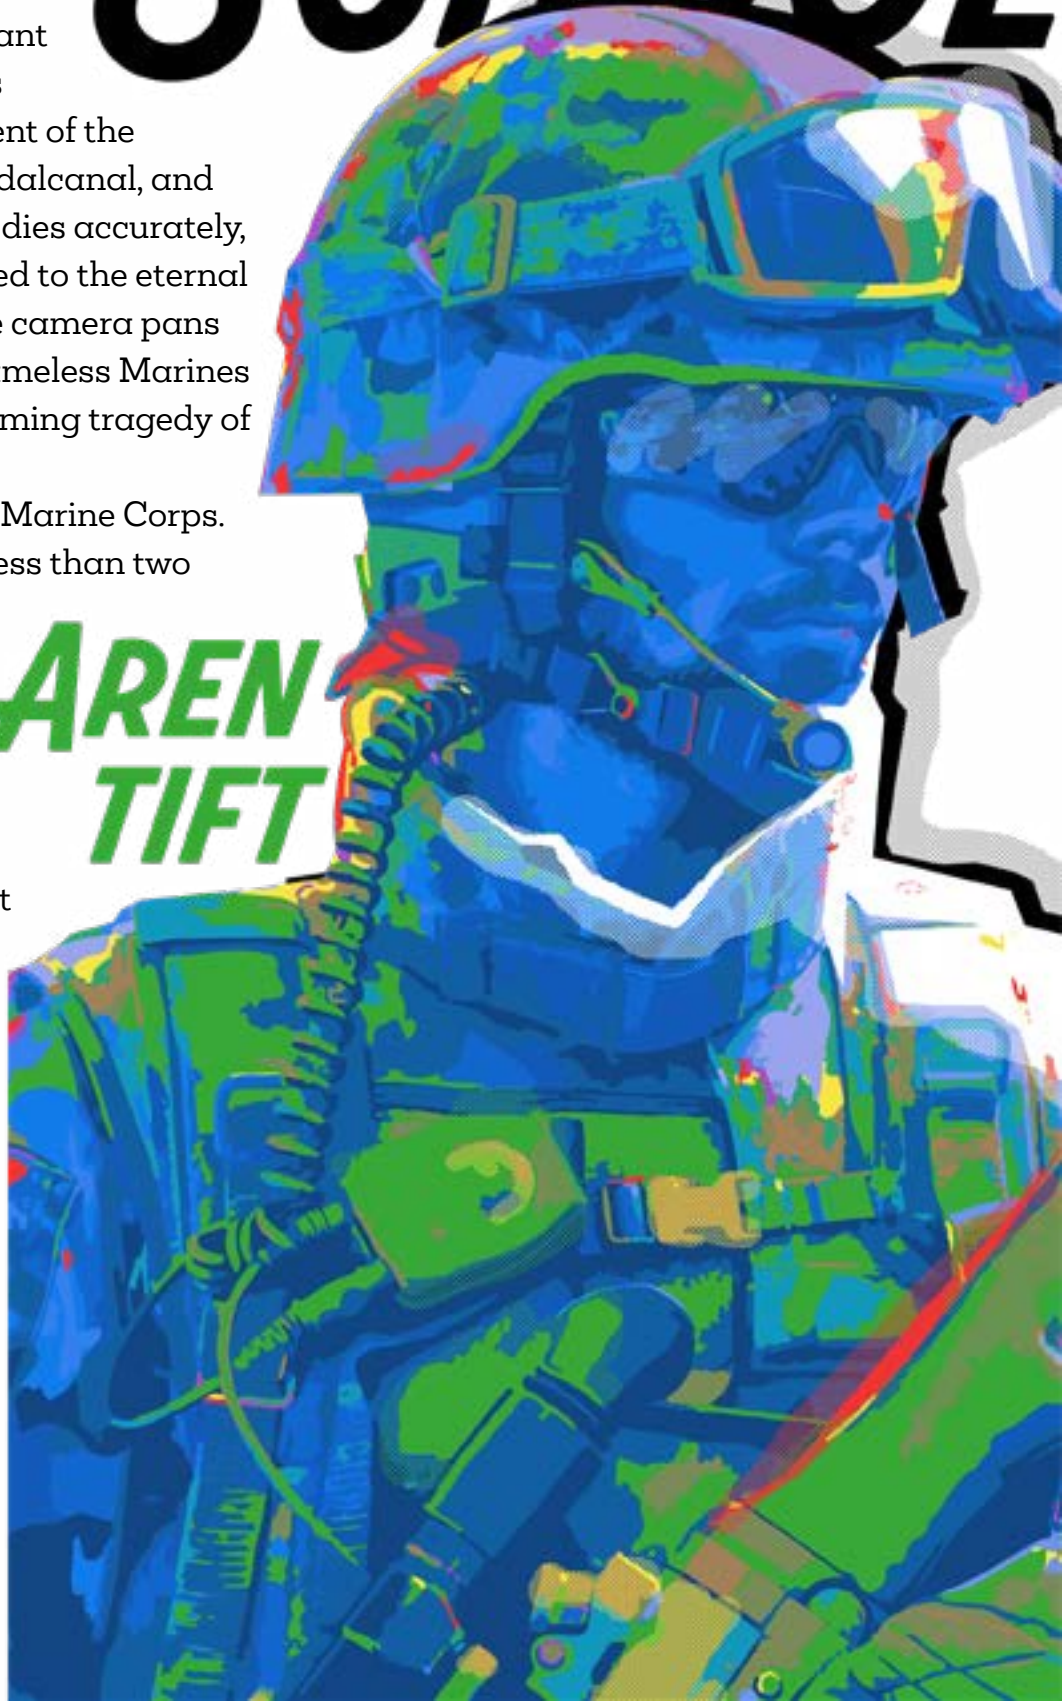 ant
s
ent of the
dalcanal, and
dies accurately,
ed to the eternal
e camera pans
meless Marines
ming tragedy of
Marine Corps.
ess than two
AREN
TIFT
t